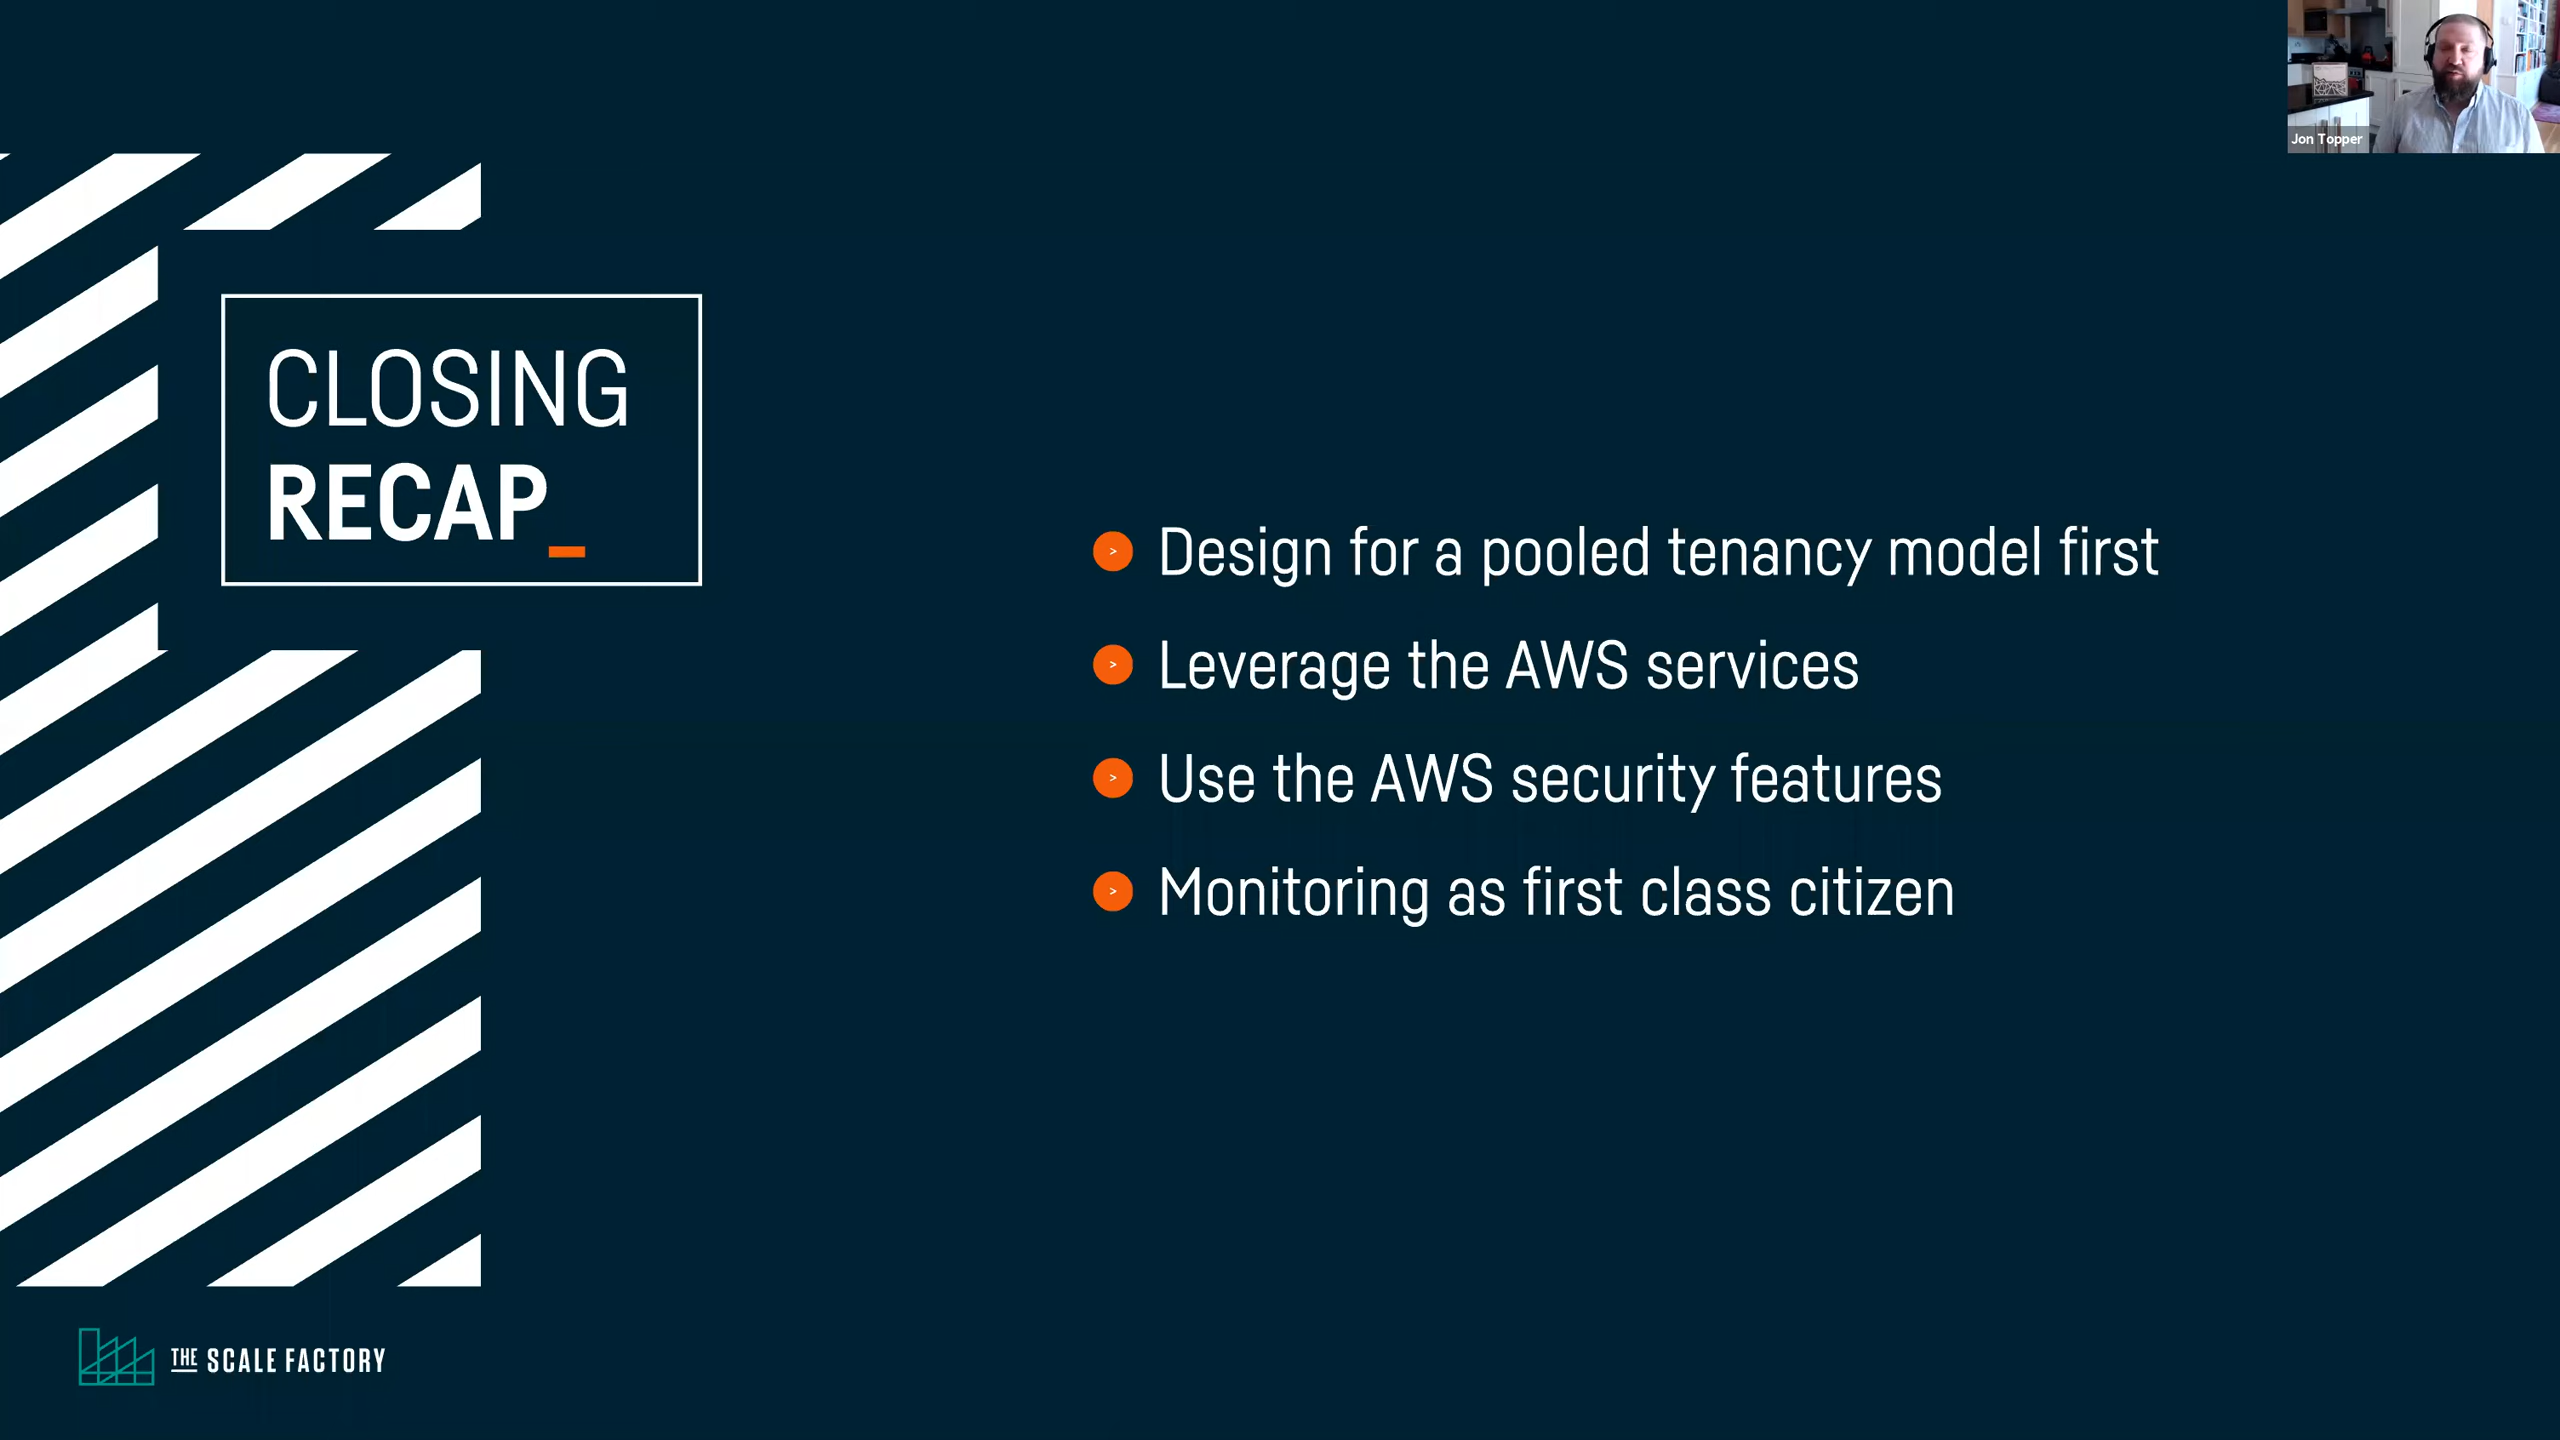 Jon Topper
CLOSING
RECAP_
> Design for a pooled tenancy model first
> Leverage the AWS services
> Use the AWS security features
> Monitoring as first class citizen
THE SCALE FACTORY